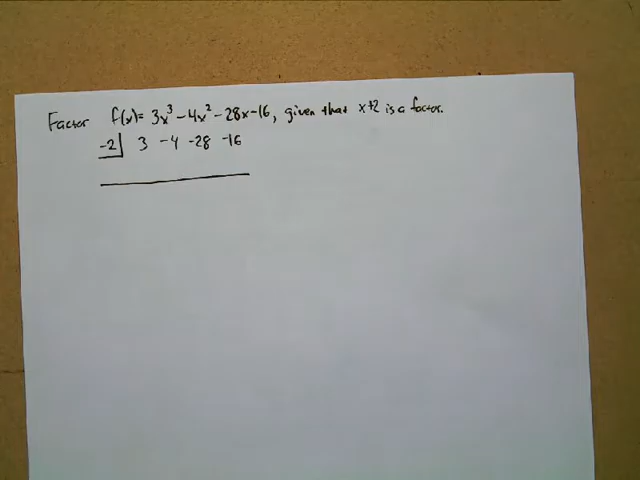 Factor f(x)= 3x³ -4x² -28x-16, given that x+2 is a factor.
-2 3 -4 -28 -16